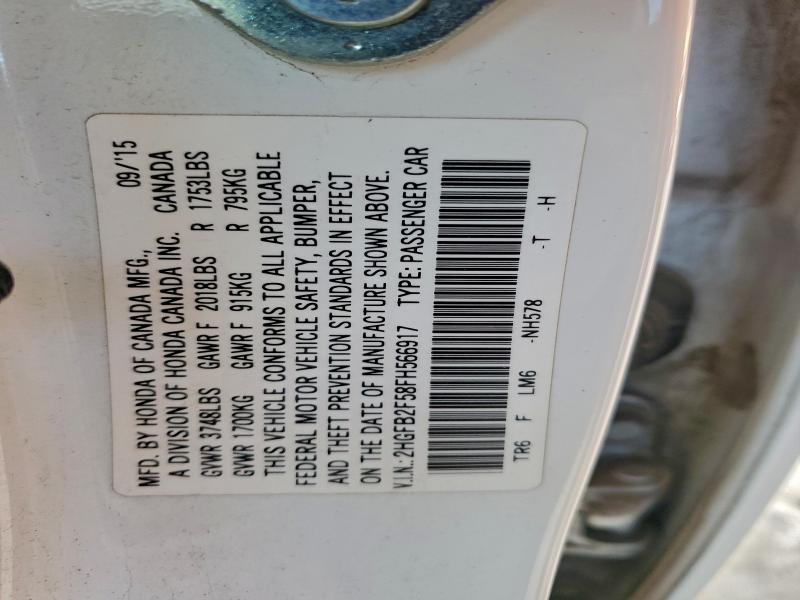 MFD. BY HONDA OF CANADA MFG., 09/'15
A DIVISION OF HONDA CANADA INC. CANADA
GVWR 3748LBS GAWR F 2018LBS R 1753LBS
GVWR 1700KG GAWR F 915KG R 795KG
THIS VEHICLE CONFORMS TO ALL APPLICABLE
FEDERAL MOTOR VEHICLE SAFETY, BUMPER,
AND THEFT PREVENTION STANDARDS IN EFFECT
ON THE DATE OF MANUFACTURE SHOWN ABOVE.
V.I.N.: 2HGFB2F58FH566917 TYPE: PASSENGER CAR
TR6 F LM6 -NH578 -T -H